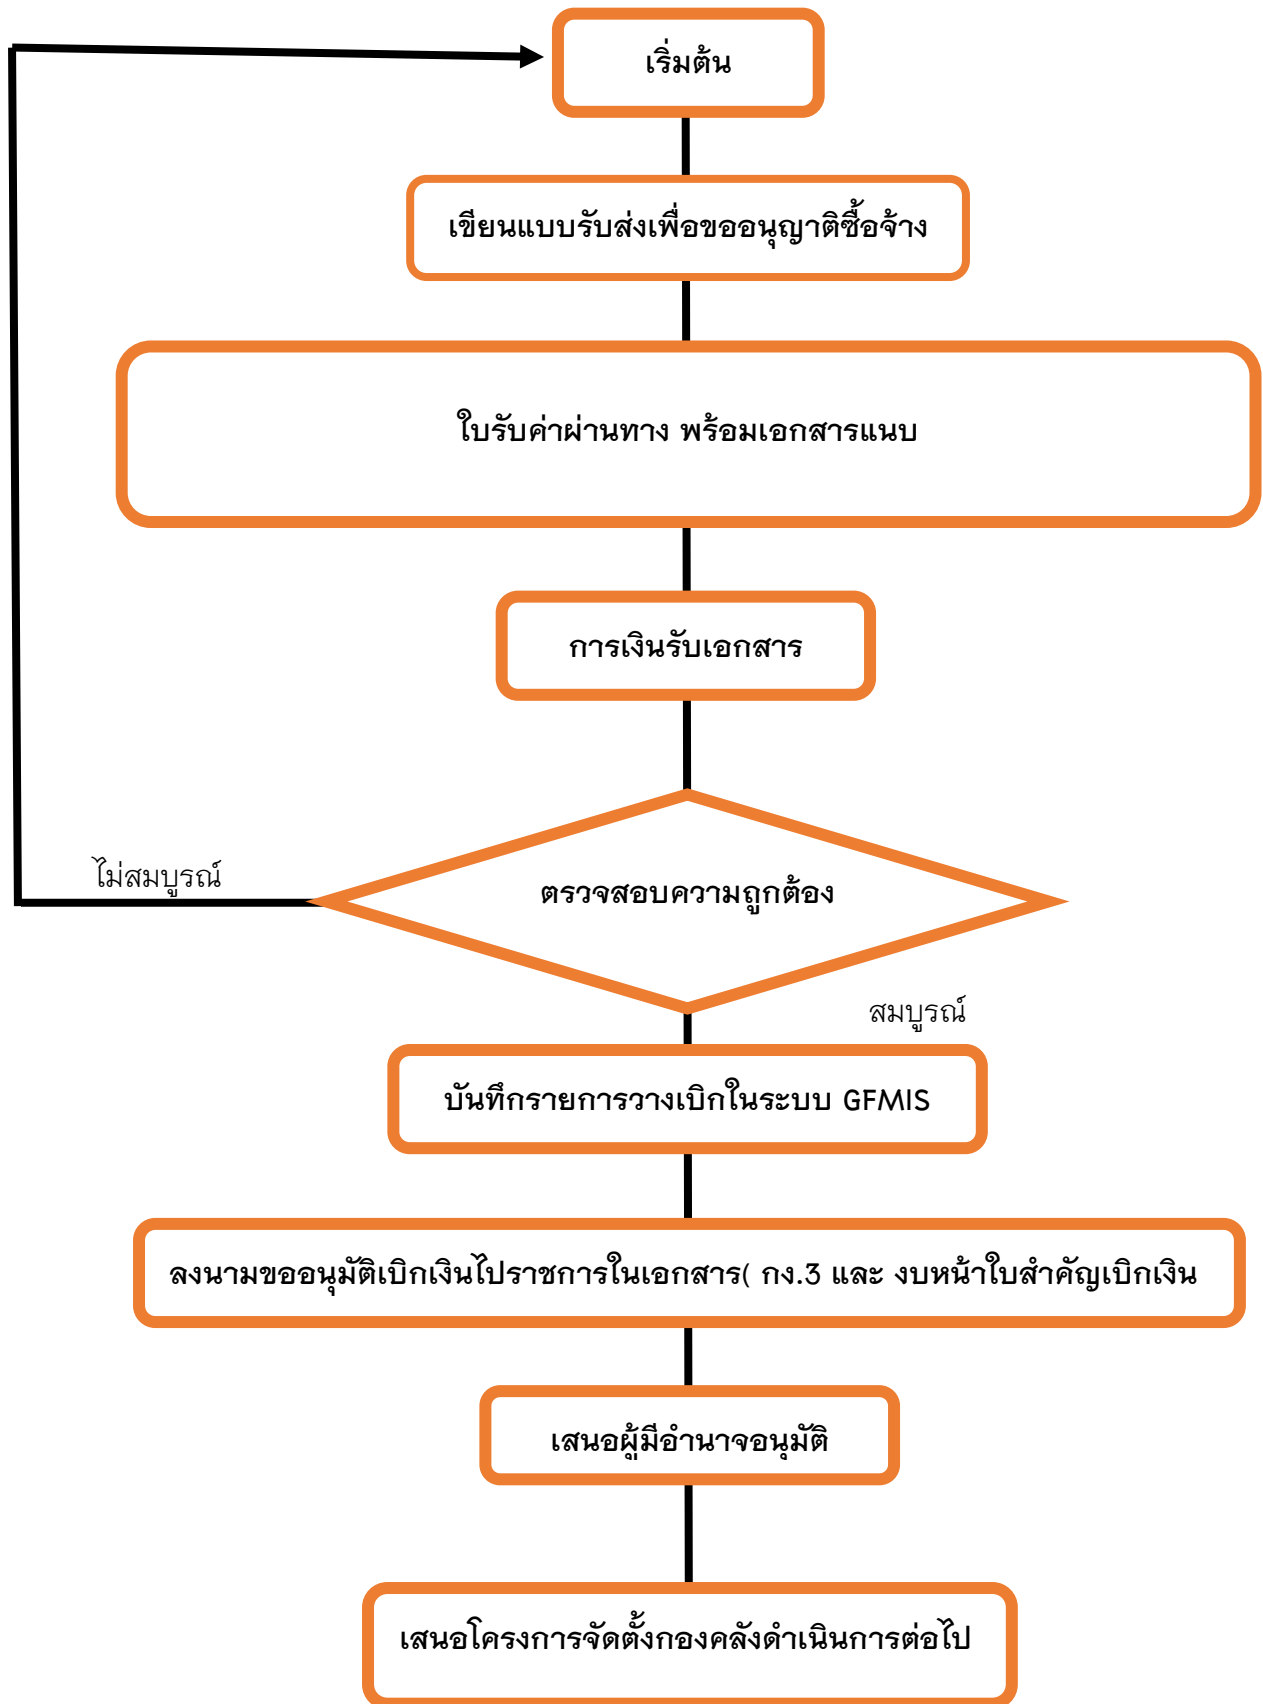 เริ่มต้น
เขียนแบบรับส่งเพื่อขออนุญาติซื้อจ้าง
ใบรับค่าผ่านทาง พร้อมเอกสารแนบ
การเงินรับเอกสาร
ไม่สมบูรณ์
ตรวจสอบความถูกต้อง
สมบูรณ์
บันทึกรายการวางเบิกในระบบ GFMIS
ลงนามขออนุมัติเบิกเงินไปราชการในเอกสาร( กง.3 และ งบหน้าใบสำคัญเบิกเงิน
เสนอผู้มีอำนาจอนุมัติ
เสนอโครงการจัดตั้งกองคลังดำเนินการต่อไป